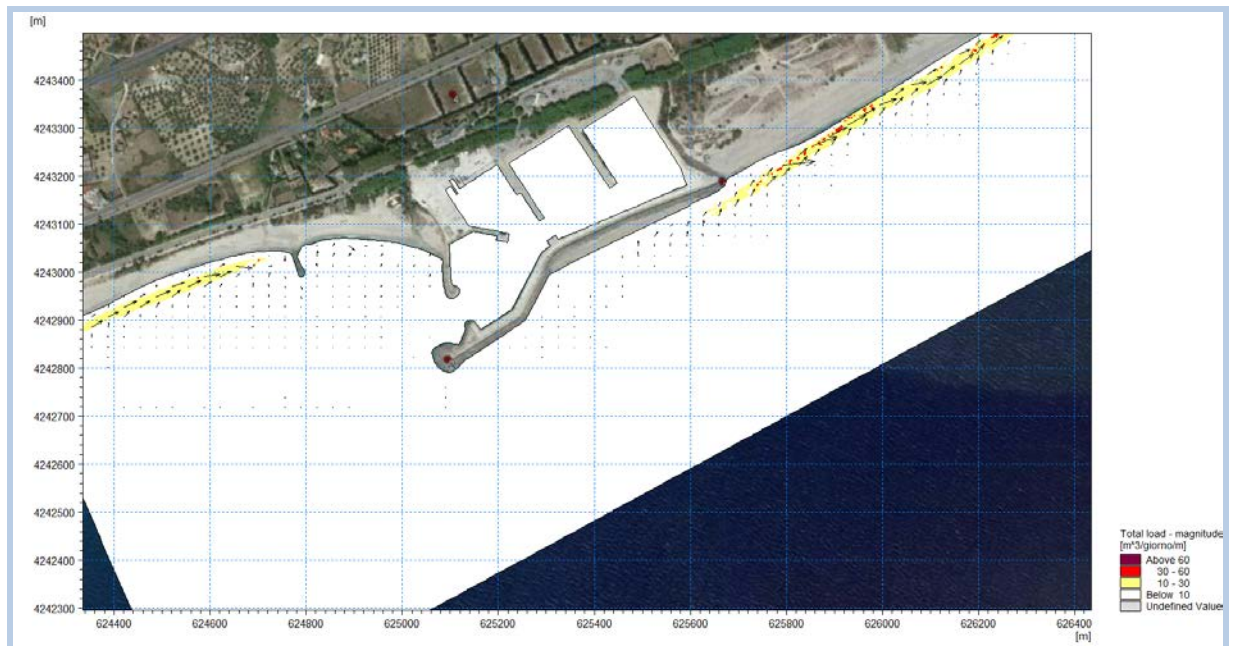 [m]
4243400
4243300
4243200
4243100
4243000
4242900
4242800
4242700
4242600
4242500
4242400
4242300
624400 624600 624800 625000 625200 625400 625600 625800 626000 626200 626400
[m]
Total load - magnitude
[m^3/giorno/m]
Above 60
30 - 60
10 - 30
Below 10
Undefined Value